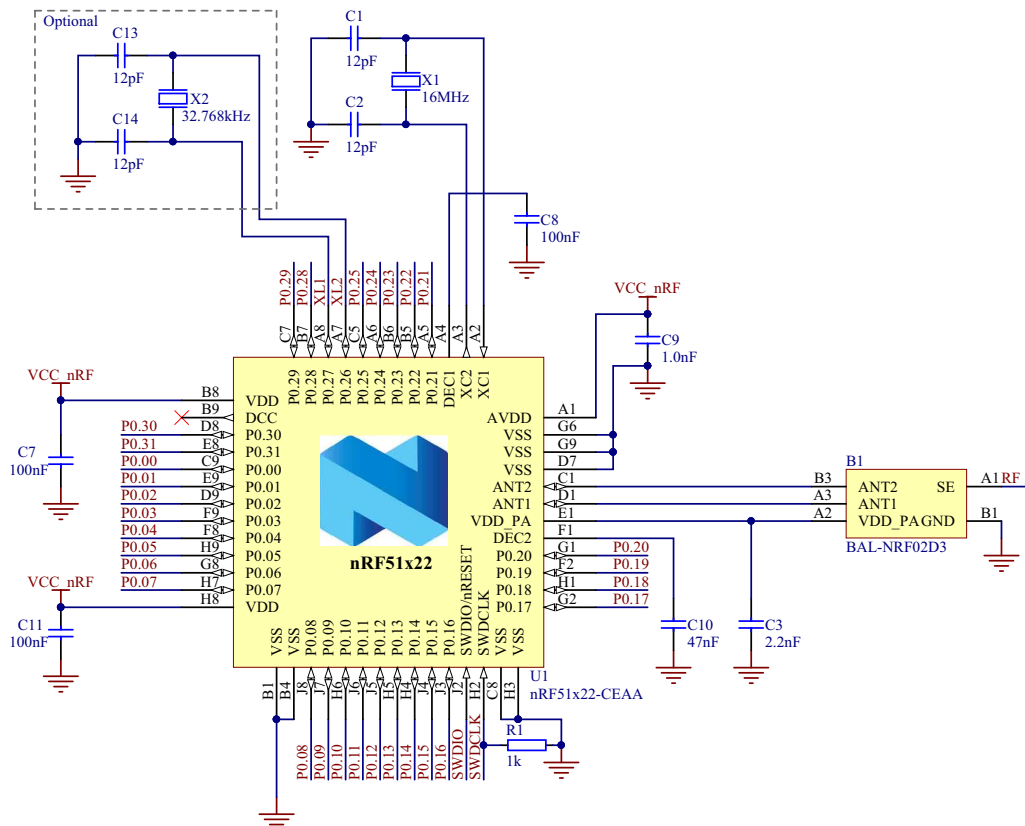 Optional
C13
12pF
X2
32.768kHz
C14
12pF
C1
12pF
X1
16MHz
C2
12pF
C8
100nF
P0.29
P0.28
XL1
XL2
P0.25
P0.24
P0.23
P0.22
P0.21
C7
B7
A8
A7
C5
A6
B6
B5
A5
A4
A3
A2
P0.29
P0.28
P0.27
P0.26
P0.25
P0.24
P0.23
P0.22
P0.21
DEC1
XC2
XC1
VCC_nRF
C9
1.0nF
VCC_nRF
C7
100nF
B8 VDD
B9 DCC
P0.30 D8 P0.30
P0.31 E8 P0.31
P0.00 C9 P0.00
P0.01 E9 P0.01
P0.02 D9 P0.02
P0.03 F9 P0.03
P0.04 F8 P0.04
P0.05 H9 P0.05
P0.06 G8 P0.06
P0.07 H7 P0.07
H8 VDD
VCC_nRF
C11
100nF
nRF51x22
AVDD A1
VSS G6
VSS G9
VSS D7
ANT2 C1
ANT1 D1
VDD_PA E1
DEC2 F1
P0.20 G1 P0.20
P0.19 F2 P0.19
P0.18 H1 P0.18
P0.17 G2 P0.17
B1
B3 ANT2 SE A1 RF
A3 ANT1
A2 VDD_PA GND B1
BAL-NRF02D3
C10
47nF
C3
2.2nF
VSS
VSS
P0.08
P0.09
P0.10
P0.11
P0.12
P0.13
P0.14
P0.15
P0.16
SWDIO/nRESET
SWDCLK
VSS
VSS
U1
nRF51x22-CEAA
B1
B4
J8
J7
H6
J6
J5
H5
H4
J4
J3
J2
H2
C8
H3
P0.08
P0.09
P0.10
P0.11
P0.12
P0.13
P0.14
P0.15
P0.16
SWDIO
SWDCLK
R1
1k